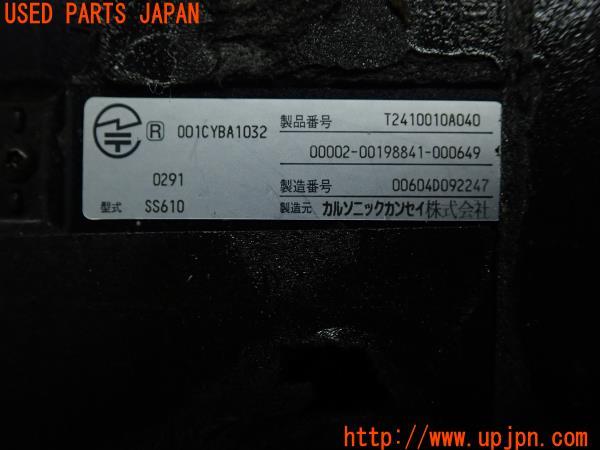 USED PARTS JAPAN
R 001CYBA1032
製品番号 T2410010A040
00002-00198841-000649
0291
製造番号 00604D092247
型式 SS610
製造元 カルソニックカンセイ株式会社
UPJ
www.upjpn.com